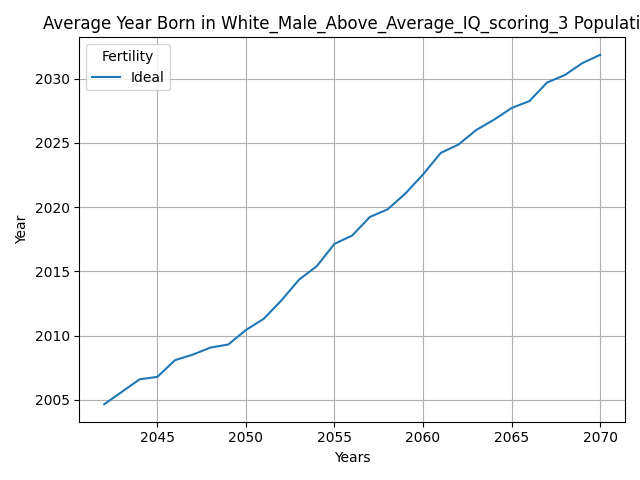 Average Year Born in White_Male_Above_Average_IQ_scoring_3 Populati
Fertility
Ideal
2030
2025
2020
2015
2010
2005
Year
2045 2050 2055 2060 2065 2070
Years